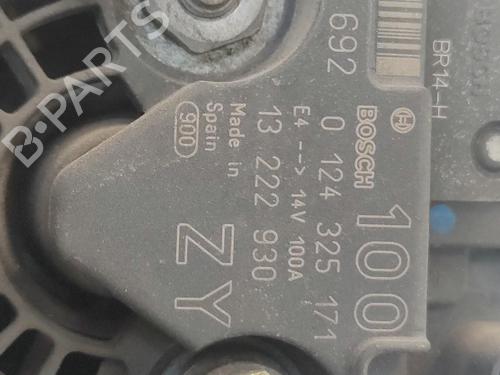 100
BOSCH
692
0 124 325 171
E4 --> 14V 100A
13 222 930
Made in
Spain
900
ZY
BR14-H